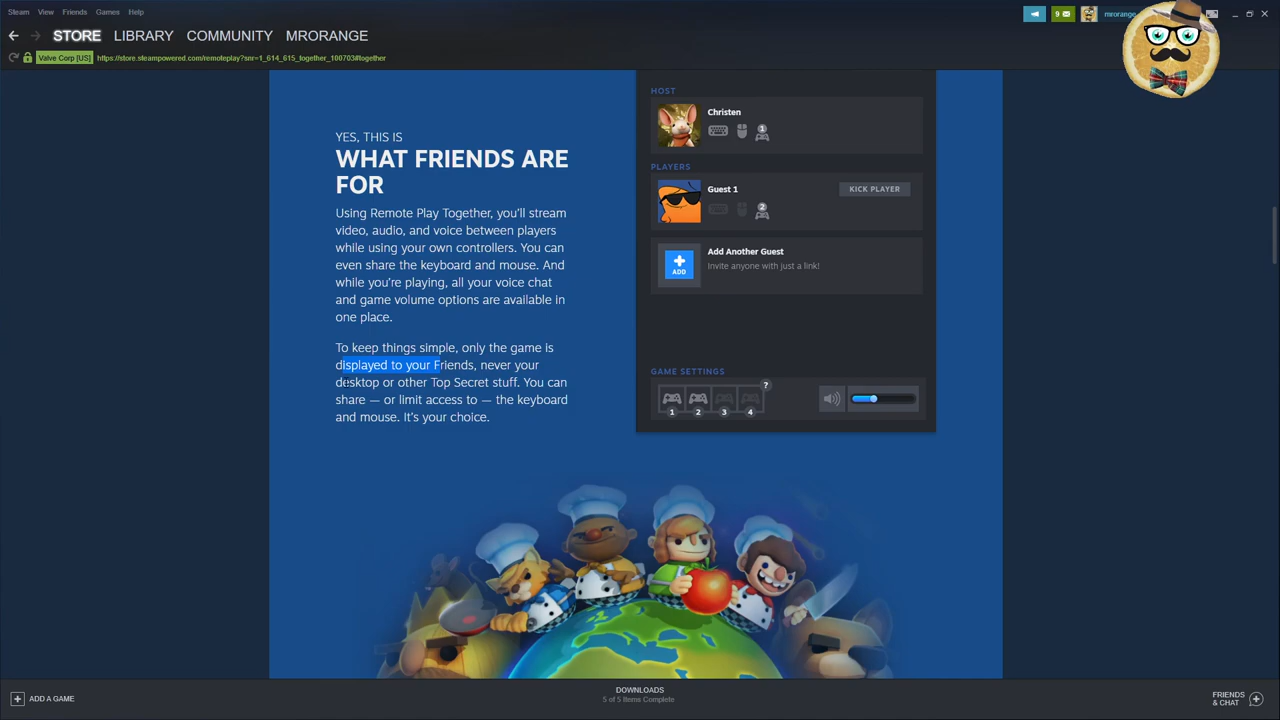 Steam View Friends Games Help
9 mrorange
STORE LIBRARY COMMUNITY MRORANGE
Valve Corp [US] https://store.steampowered.com/remoteplay?snr=1_614_615_together_100703#together
YES, THIS IS
WHAT FRIENDS ARE
FOR
Using Remote Play Together, you'll stream
video, audio, and voice between players
while using your own controllers. You can
even share the keyboard and mouse. And
while you're playing, all your voice chat
and game volume options are available in
one place.
To keep things simple, only the game is
displayed to your Friends, never your
desktop or other Top Secret stuff. You can
share — or limit access to — the keyboard
and mouse. It's your choice.
HOST
Christen
1
PLAYERS
Guest 1
KICK PLAYER
2
Add Another Guest
Invite anyone with just a link!
ADD
GAME SETTINGS
?
1 2 3 4
ADD A GAME
DOWNLOADS
5 of 5 Items Complete
FRIENDS
& CHAT